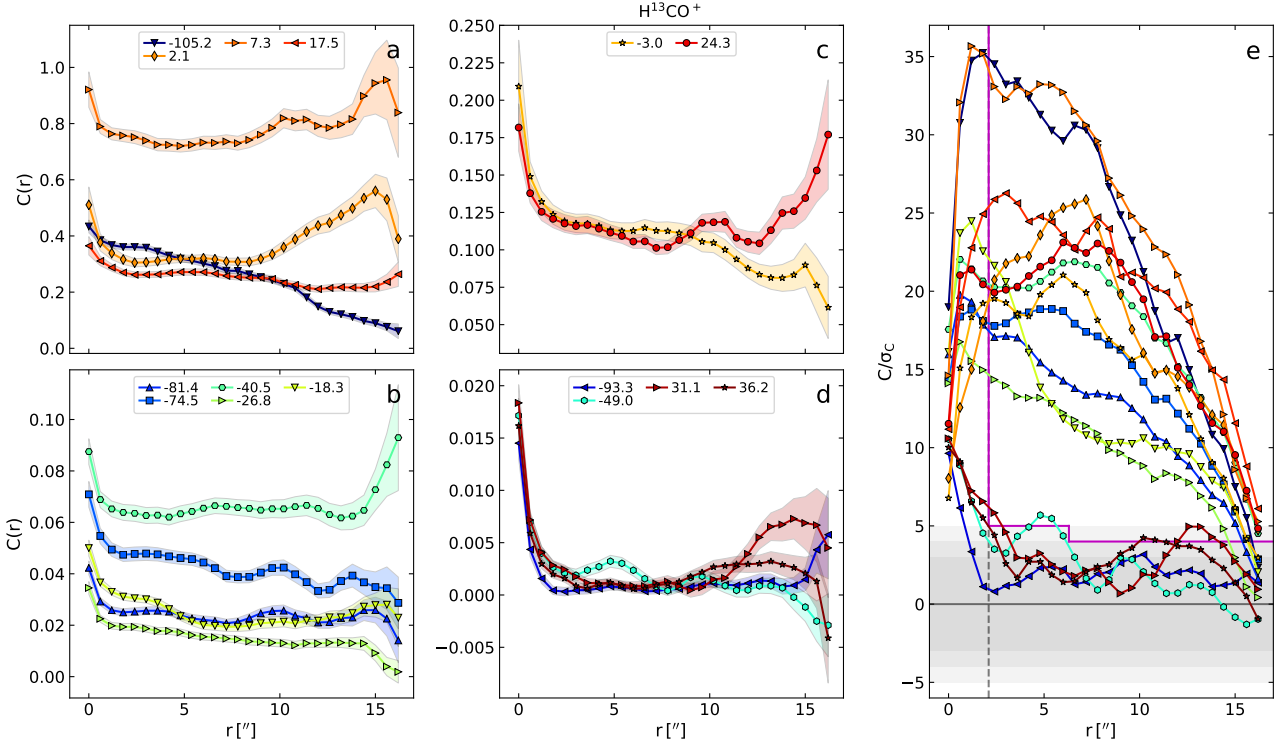 H¹³CO⁺
a
-105.2 7.3 17.5
2.1
C(r)
1.0
0.8
0.6
0.4
0.2
0.0
b
-81.4 -40.5 -18.3
-74.5 -26.8
C(r)
0.10
0.08
0.06
0.04
0.02
0.00
0 5 10 15
r [″]
c
-3.0 24.3
0.250
0.225
0.200
0.175
0.150
0.125
0.100
0.075
0.050
d
-93.3 31.1 36.2
-49.0
0.020
0.015
0.010
0.005
0.000
−0.005
0 5 10 15
r [″]
e
C/σ_C
35
30
25
20
15
10
5
0
−5
0 5 10 15
r [″]